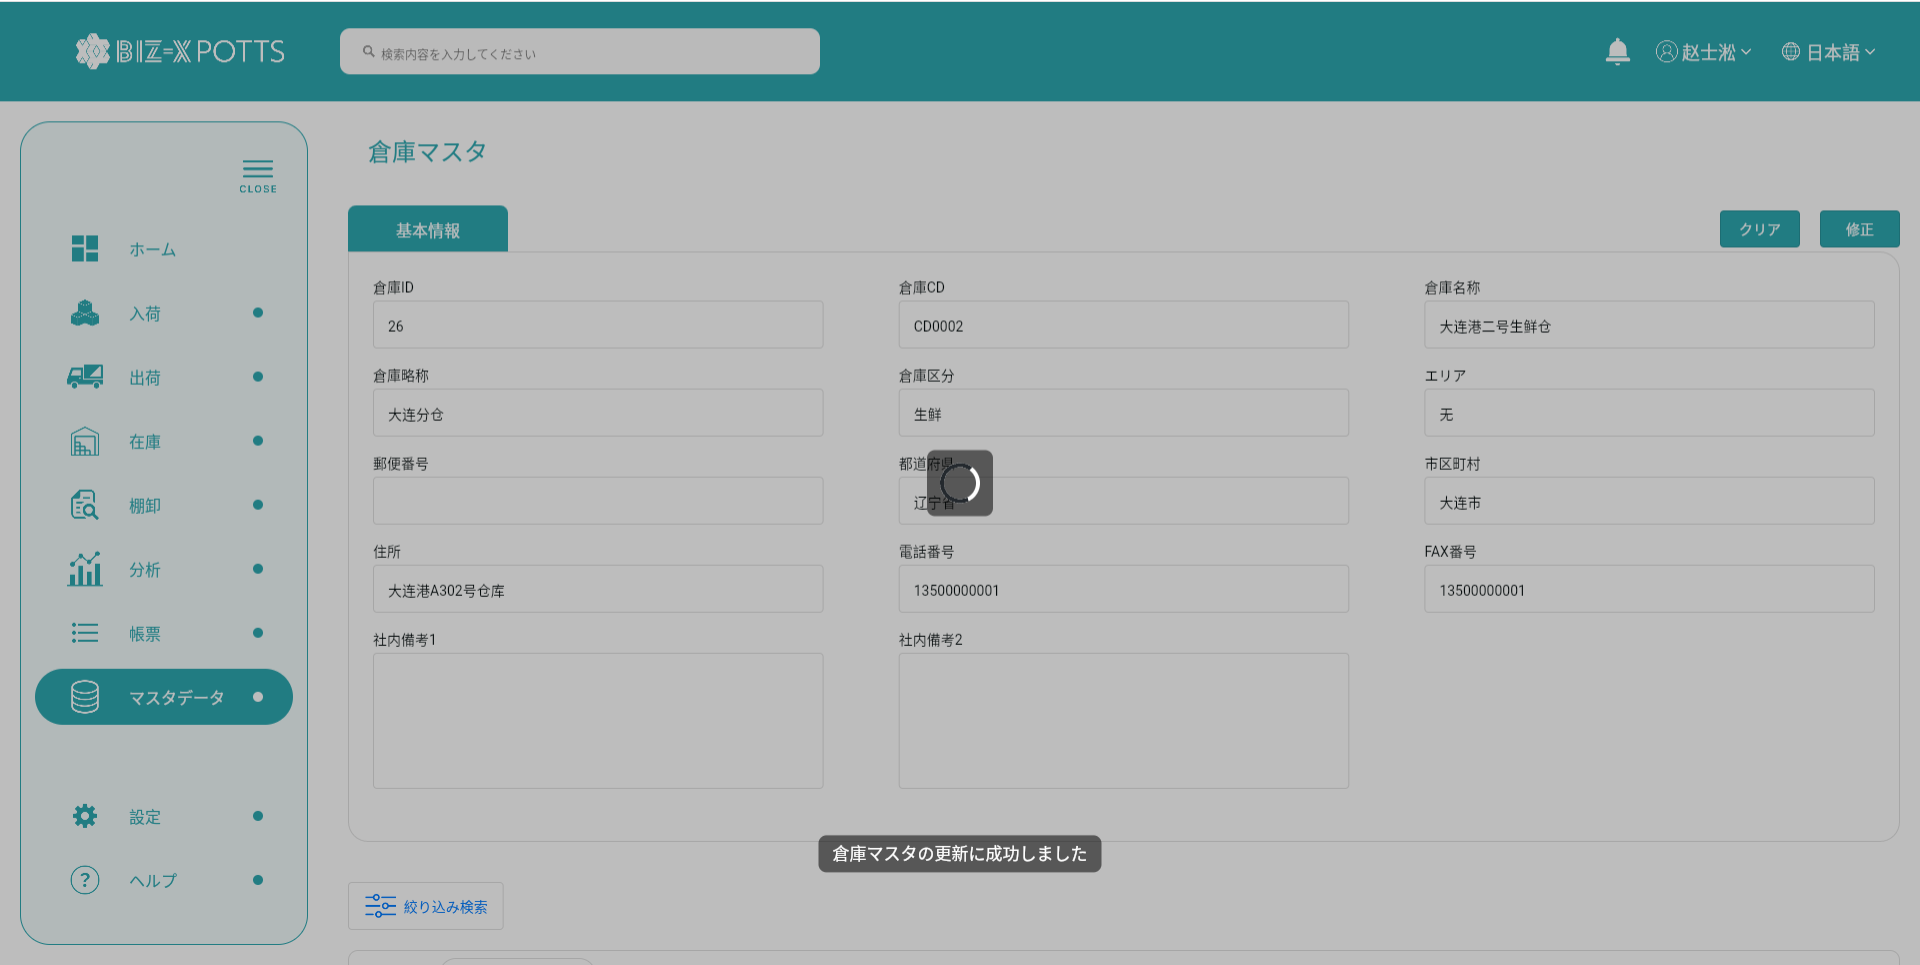 BIZ=X POTTS
検索内容を入力してください
赵士淞
日本語
CLOSE
ホーム
入荷
出荷
在庫
棚卸
分析
帳票
マスタデータ
設定
?
ヘルプ
倉庫マスタ
基本情報
クリア
修正
倉庫ID
26
倉庫CD
CD0002
倉庫名称
大连港二号生鲜仓
倉庫略称
大连分仓
倉庫区分
生鲜
エリア
无
郵便番号
都道府県
辽宁省
市区町村
大连市
住所
大连港A302号仓库
電話番号
13500000001
FAX番号
13500000001
社内備考1
社内備考2
倉庫マスタの更新に成功しました
絞り込み検索